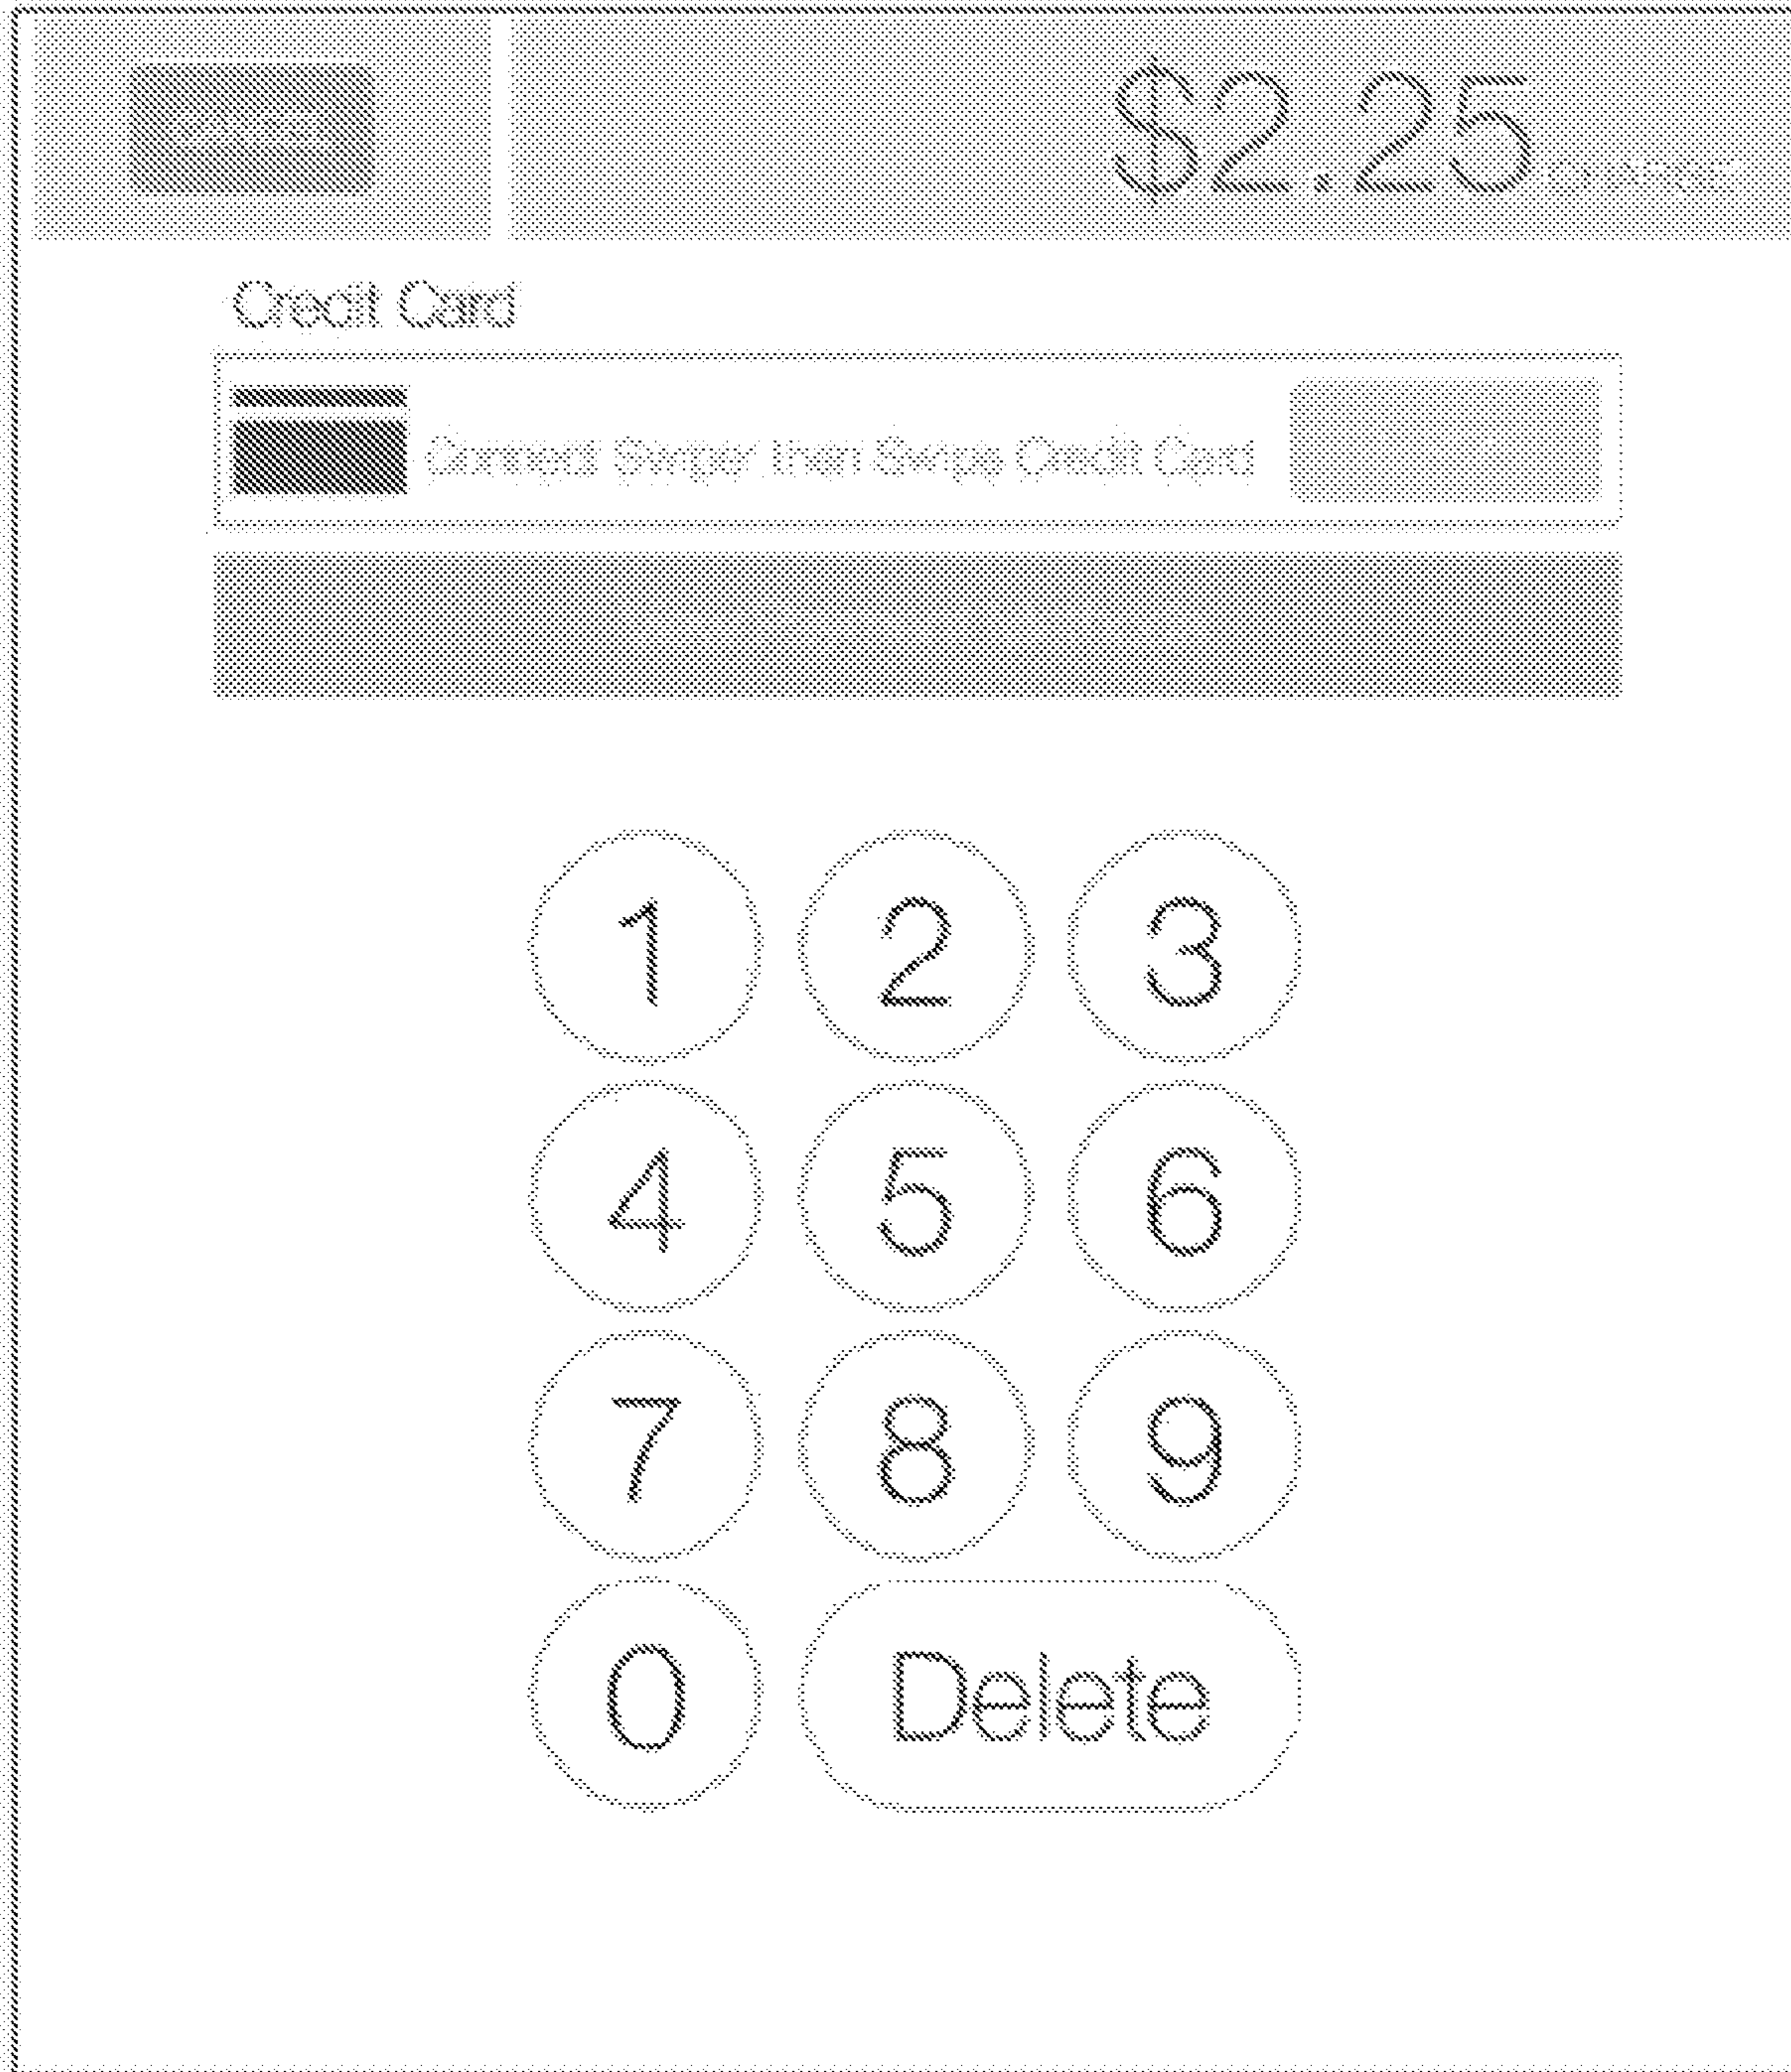 $2.25
Credit Card
Connect Swiper then Swipe Credit Card
1 2 3
4 5 6
7 8 9
0 Delete